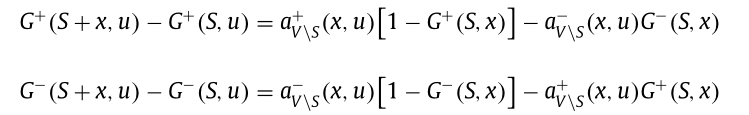 G⁺(S + x, u) − G⁺(S, u) = a⁺_{V\S}(x, u)[1 − G⁺(S, x)] − a⁻_{V\S}(x, u)G⁻(S, x)
G⁻(S + x, u) − G⁻(S, u) = a⁻_{V\S}(x, u)[1 − G⁻(S, x)] − a⁺_{V\S}(x, u)G⁺(S, x)